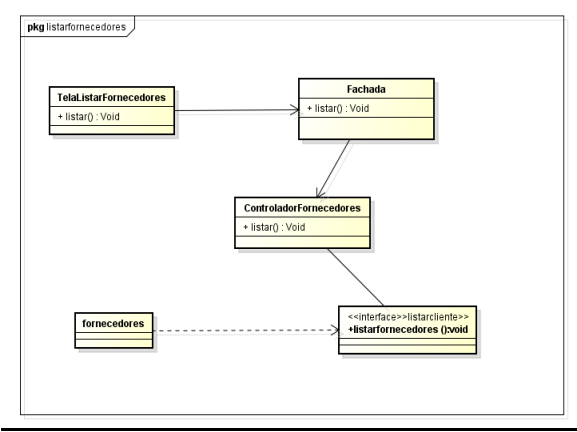 pkg listarfornecedores
TelaListarFornecedores
+ listar() : Void
Fachada
+ listar() : Void
ControladorFornecedores
+ listar() : Void
fornecedores
<<interface>>listarcliente>>
+listarfornecedores ():void